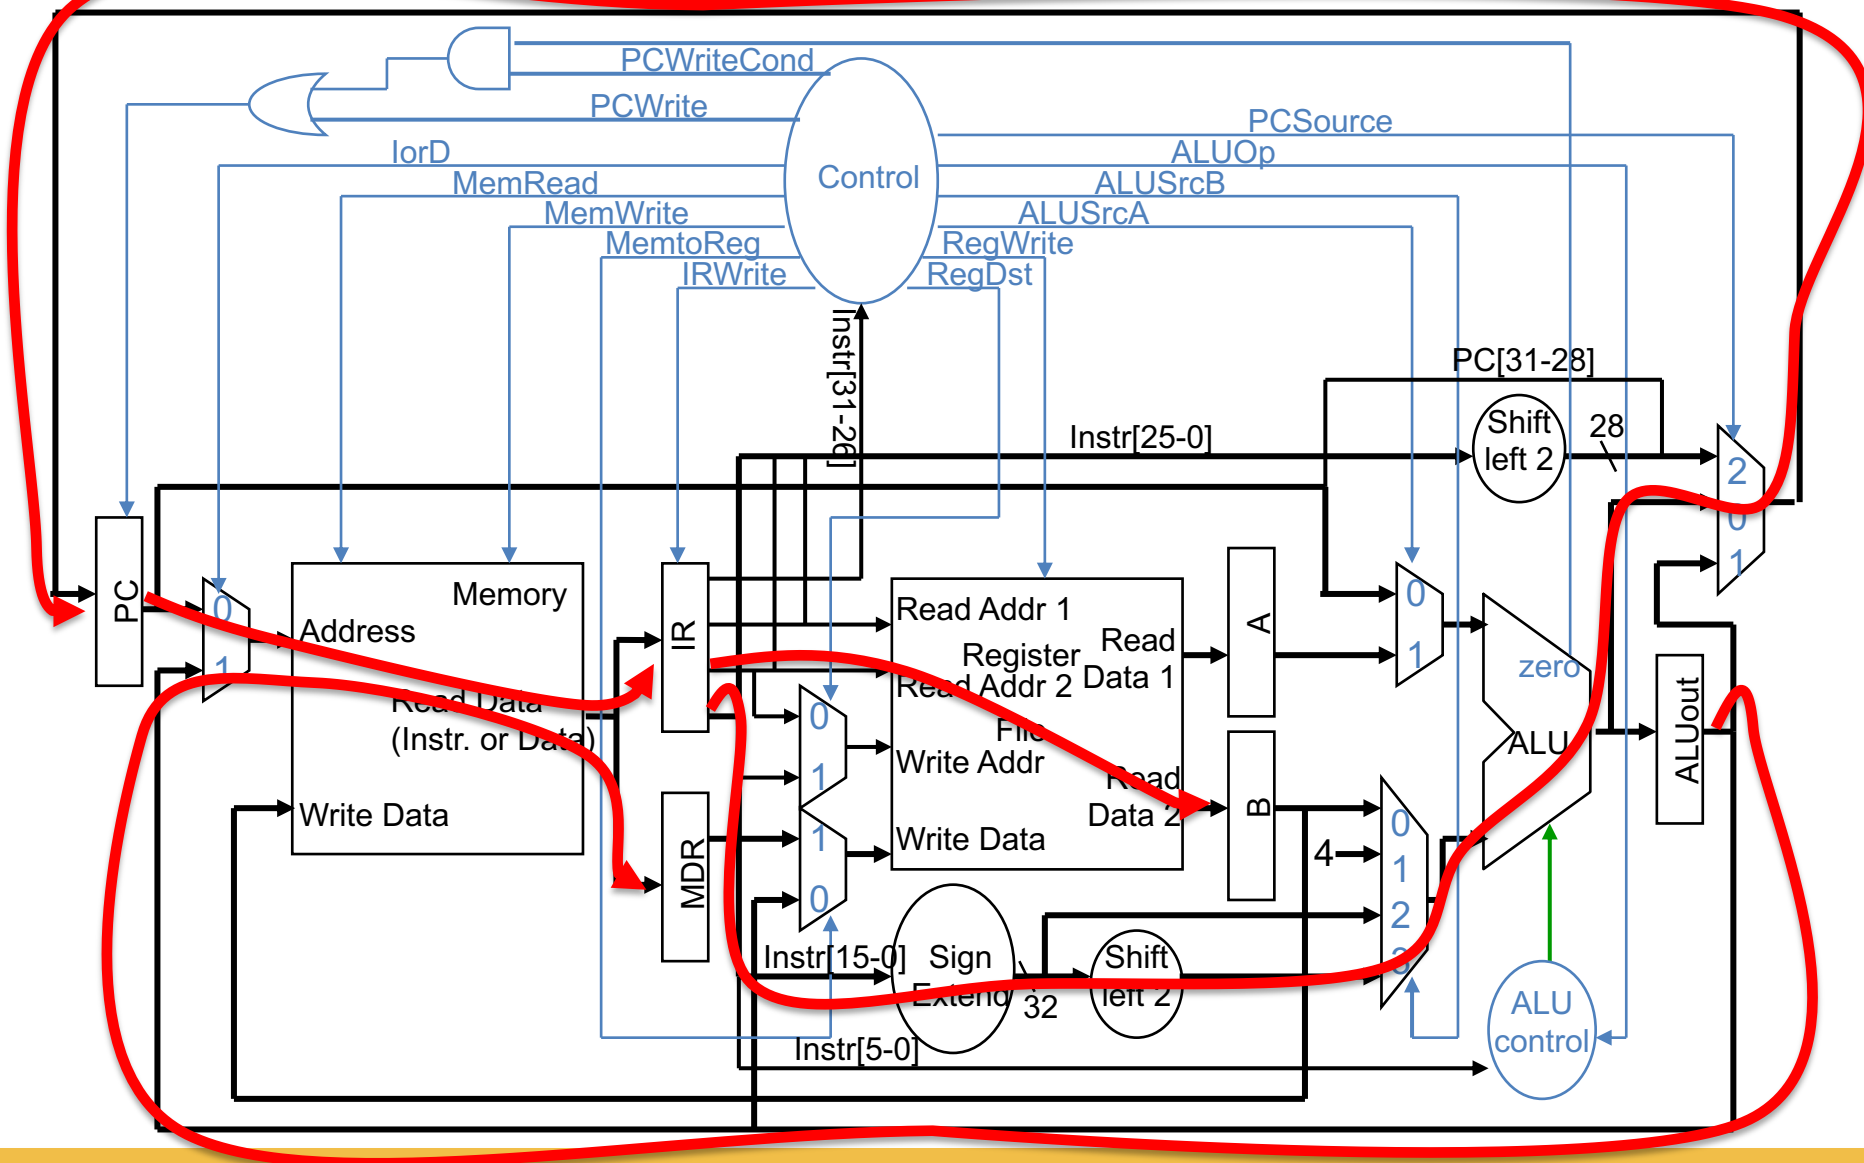 PCWriteCond
PCWrite
PCSource
IorD
ALUOp
MemRead
Control
ALUSrcB
MemWrite
ALUSrcA
MemtoReg
RegWrite
IRWrite
RegDst
Instr[31-26]
PC[31-28]
Instr[25-0]
Shift
left 2
28
2
0
1
PC
0
1
Memory
Address
Read Data
(Instr. or Data)
Write Data
IR
MDR
Read Addr 1
Register
Read Addr 2
File
Write Addr
Write Data
Read
Data 1
Read
Data 2
0
1
1
0
A
B
0
1
4
0
1
2
3
zero
ALU
ALUout
Instr[15-0]
Sign
Extend
32
Shift
left 2
Instr[5-0]
ALU
control